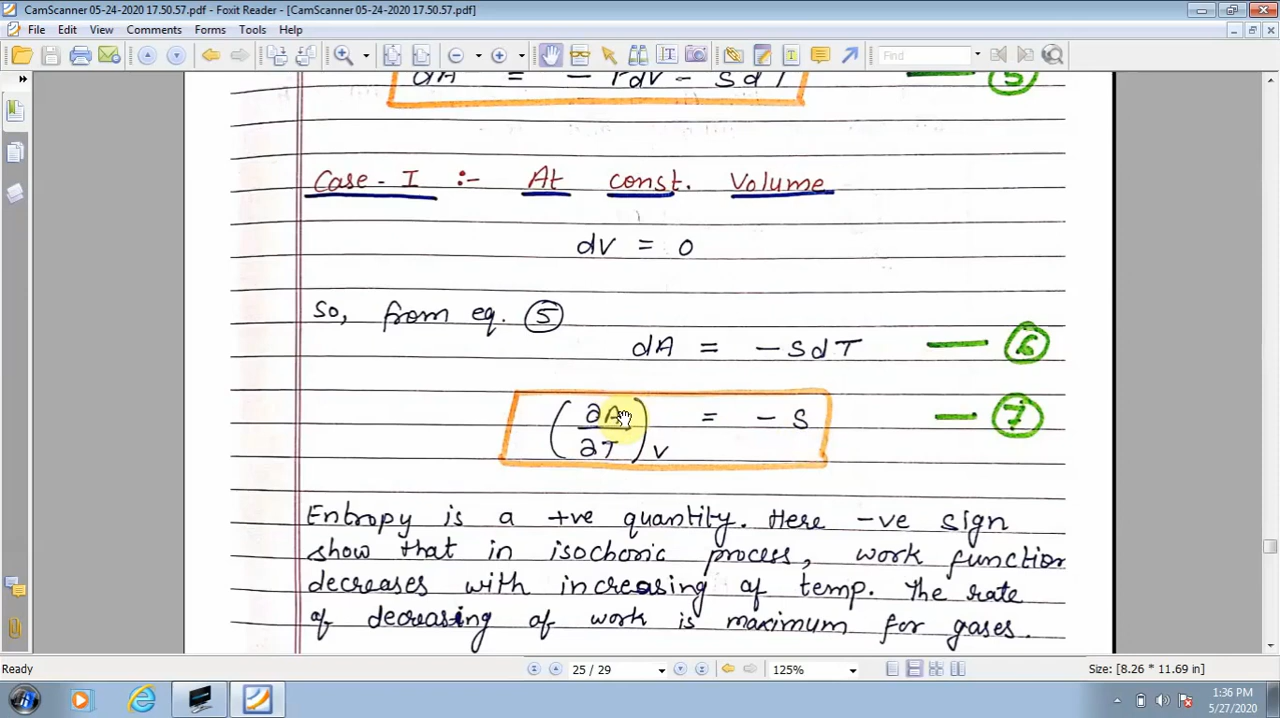 CamScanner 05-24-2020 17.50.57.pdf - Foxit Reader - [CamScanner 05-24-2020 17.50.57.pdf]
File Edit View Comments Forms Tools Help
Find
dA = - PdV - SdT — 5
Case - I :- At const. Volume
dV = 0
So, from eq. 5
dA = - SdT — 6
(∂A/∂T)V = - S — 7
Entropy is a +ve quantity. Here -ve sign
show that in isochoric process, work function
decreases with increasing of temp. The rate
of decreasing of work is maximum for gases.
Ready 25 / 29 125% Size: [8.26 * 11.69 in]
1:36 PM
5/27/2020